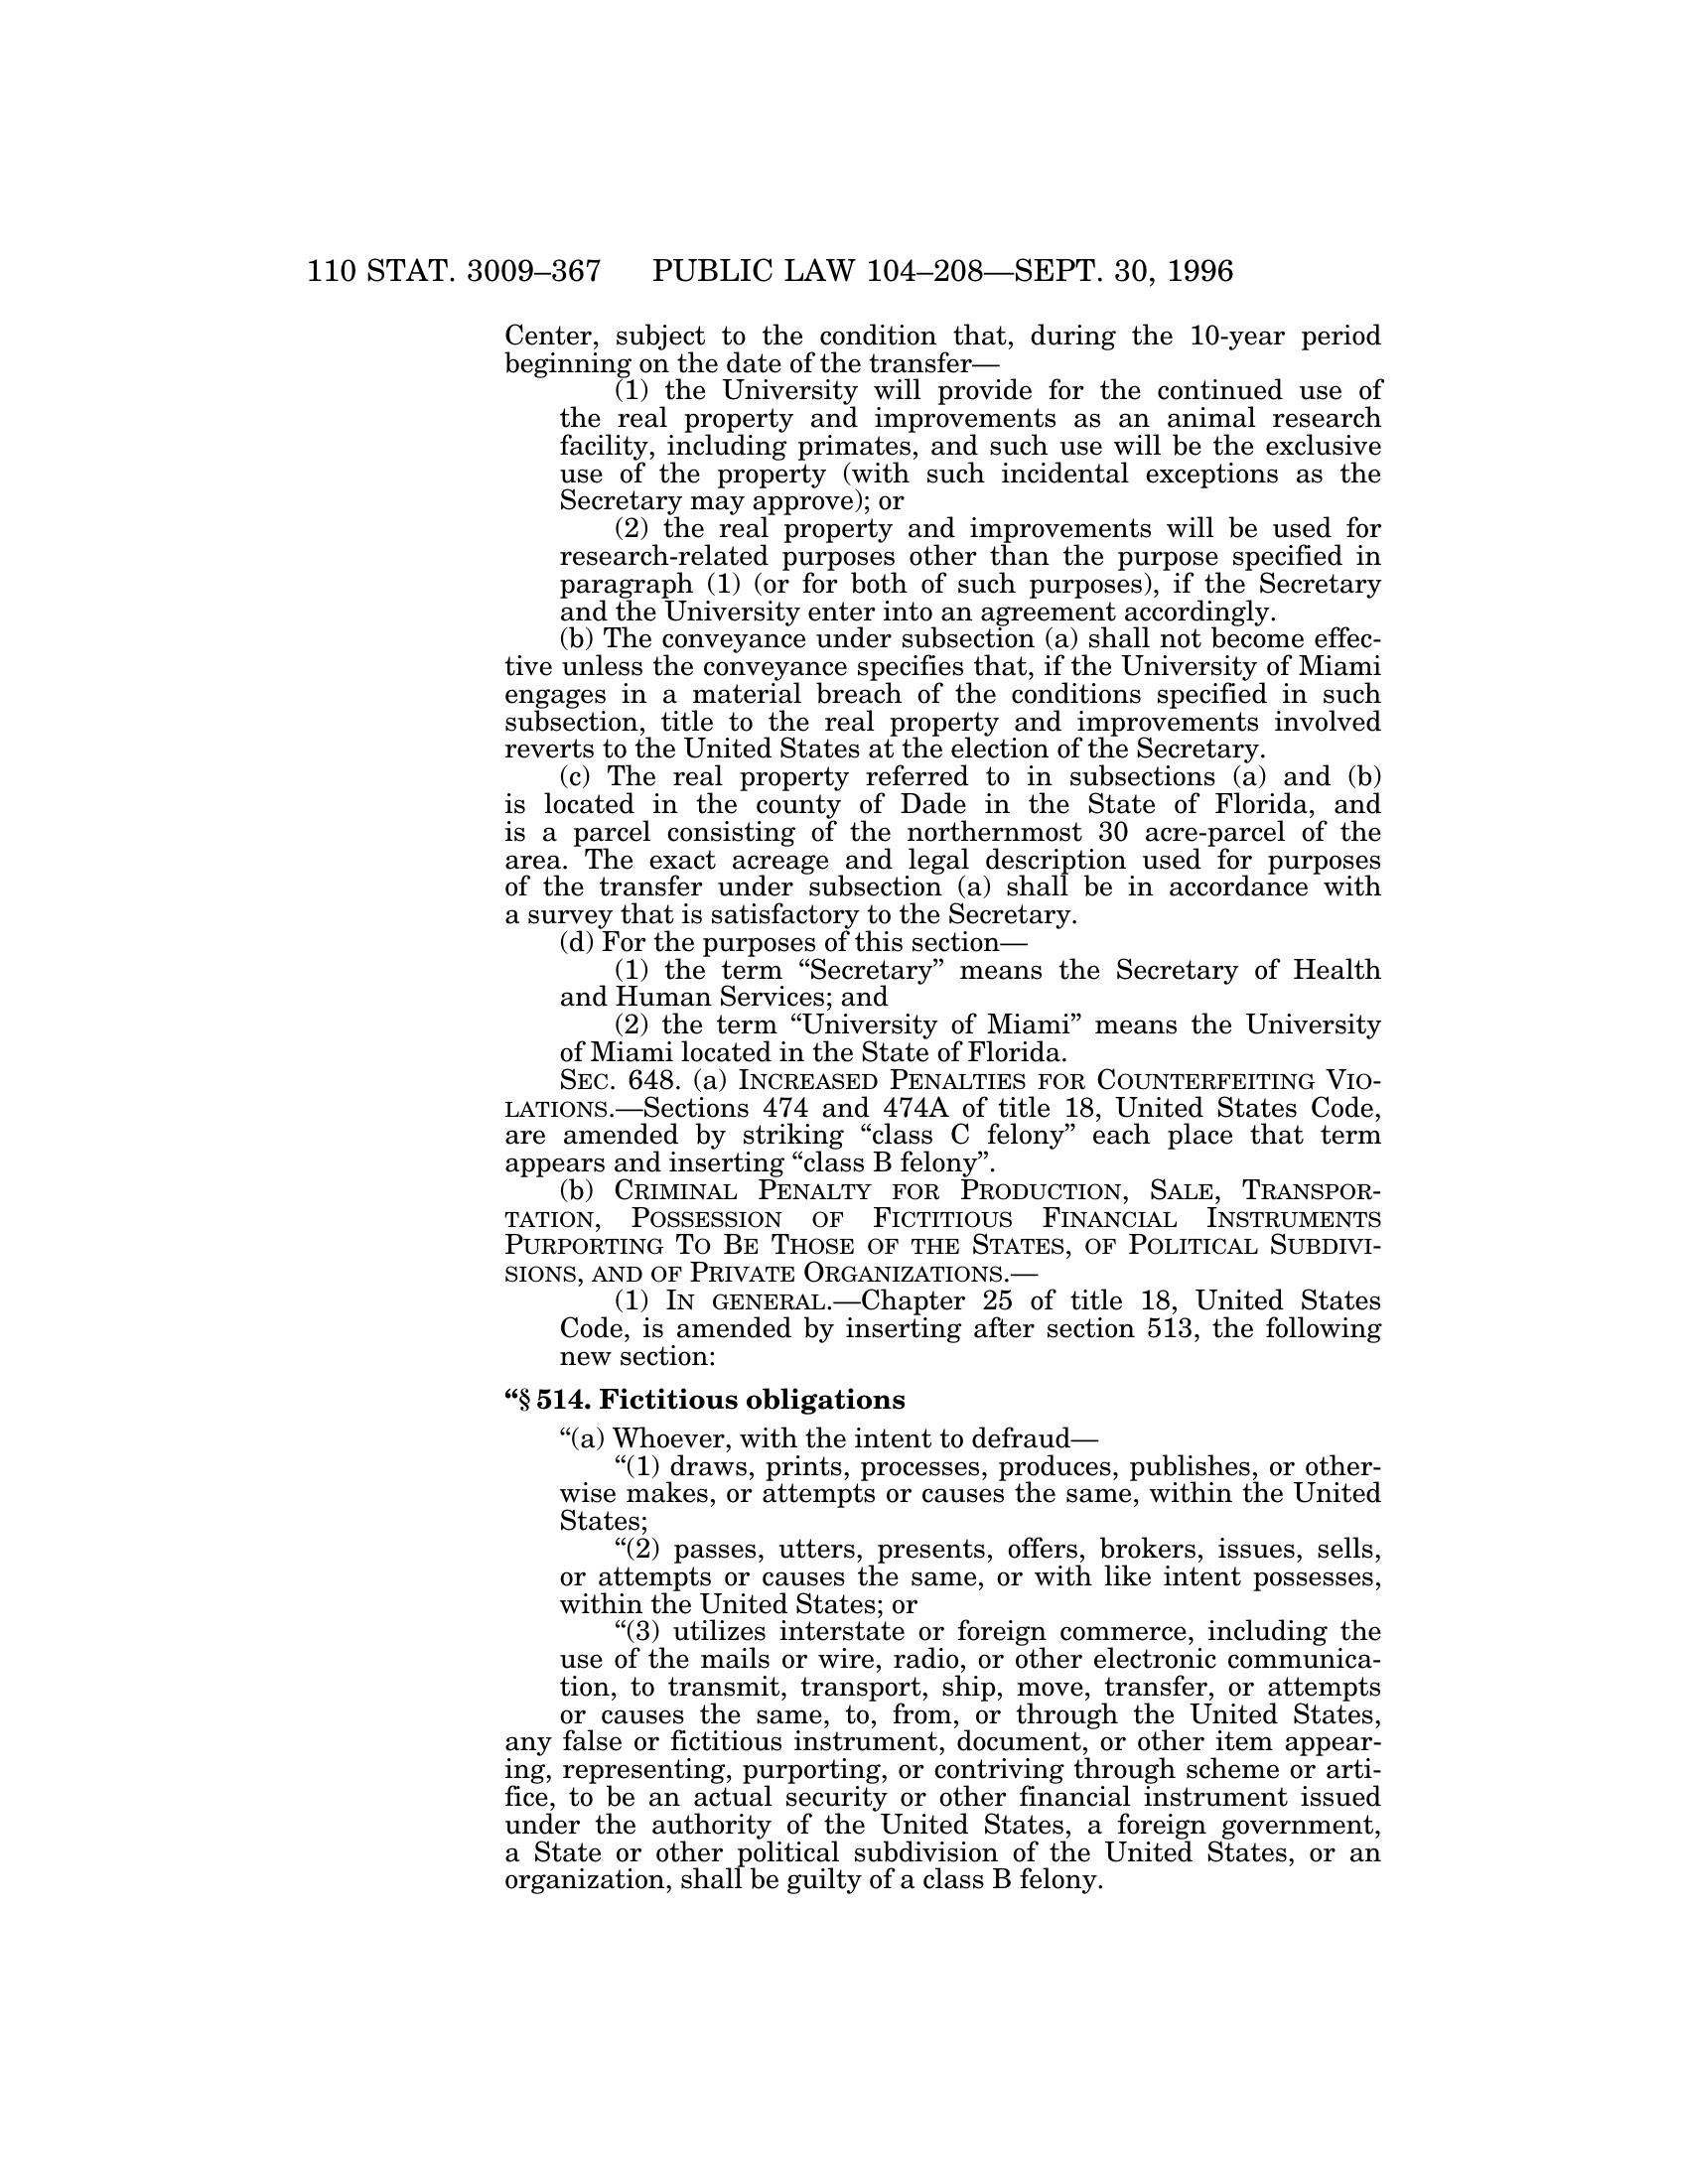 110 STAT. 3009–367 PUBLIC LAW 104–208—SEPT. 30, 1996
Center, subject to the condition that, during the 10-year period
beginning on the date of the transfer—
(1) the University will provide for the continued use of
the real property and improvements as an animal research
facility, including primates, and such use will be the exclusive
use of the property (with such incidental exceptions as the
Secretary may approve); or
(2) the real property and improvements will be used for
research-related purposes other than the purpose specified in
paragraph (1) (or for both of such purposes), if the Secretary
and the University enter into an agreement accordingly.
(b) The conveyance under subsection (a) shall not become effec-
tive unless the conveyance specifies that, if the University of Miami
engages in a material breach of the conditions specified in such
subsection, title to the real property and improvements involved
reverts to the United States at the election of the Secretary.
(c) The real property referred to in subsections (a) and (b)
is located in the county of Dade in the State of Florida, and
is a parcel consisting of the northernmost 30 acre-parcel of the
area. The exact acreage and legal description used for purposes
of the transfer under subsection (a) shall be in accordance with
a survey that is satisfactory to the Secretary.
(d) For the purposes of this section—
(1) the term “Secretary” means the Secretary of Health
and Human Services; and
(2) the term “University of Miami” means the University
of Miami located in the State of Florida.
SEC. 648. (a) INCREASED PENALTIES FOR COUNTERFEITING VIO-
LATIONS.—Sections 474 and 474A of title 18, United States Code,
are amended by striking “class C felony” each place that term
appears and inserting “class B felony”.
(b) CRIMINAL PENALTY FOR PRODUCTION, SALE, TRANSPOR-
TATION, POSSESSION OF FICTITIOUS FINANCIAL INSTRUMENTS
PURPORTING TO BE THOSE OF THE STATES, OF POLITICAL SUBDIVI-
SIONS, AND OF PRIVATE ORGANIZATIONS.—
(1) IN GENERAL.—Chapter 25 of title 18, United States
Code, is amended by inserting after section 513, the following
new section:
“§ 514. Fictitious obligations
“(a) Whoever, with the intent to defraud—
“(1) draws, prints, processes, produces, publishes, or other-
wise makes, or attempts or causes the same, within the United
States;
“(2) passes, utters, presents, offers, brokers, issues, sells,
or attempts or causes the same, or with like intent possesses,
within the United States; or
“(3) utilizes interstate or foreign commerce, including the
use of the mails or wire, radio, or other electronic communica-
tion, to transmit, transport, ship, move, transfer, or attempts
or causes the same, to, from, or through the United States,
any false or fictitious instrument, document, or other item appear-
ing, representing, purporting, or contriving through scheme or arti-
fice, to be an actual security or other financial instrument issued
under the authority of the United States, a foreign government,
a State or other political subdivision of the United States, or an
organization, shall be guilty of a class B felony.